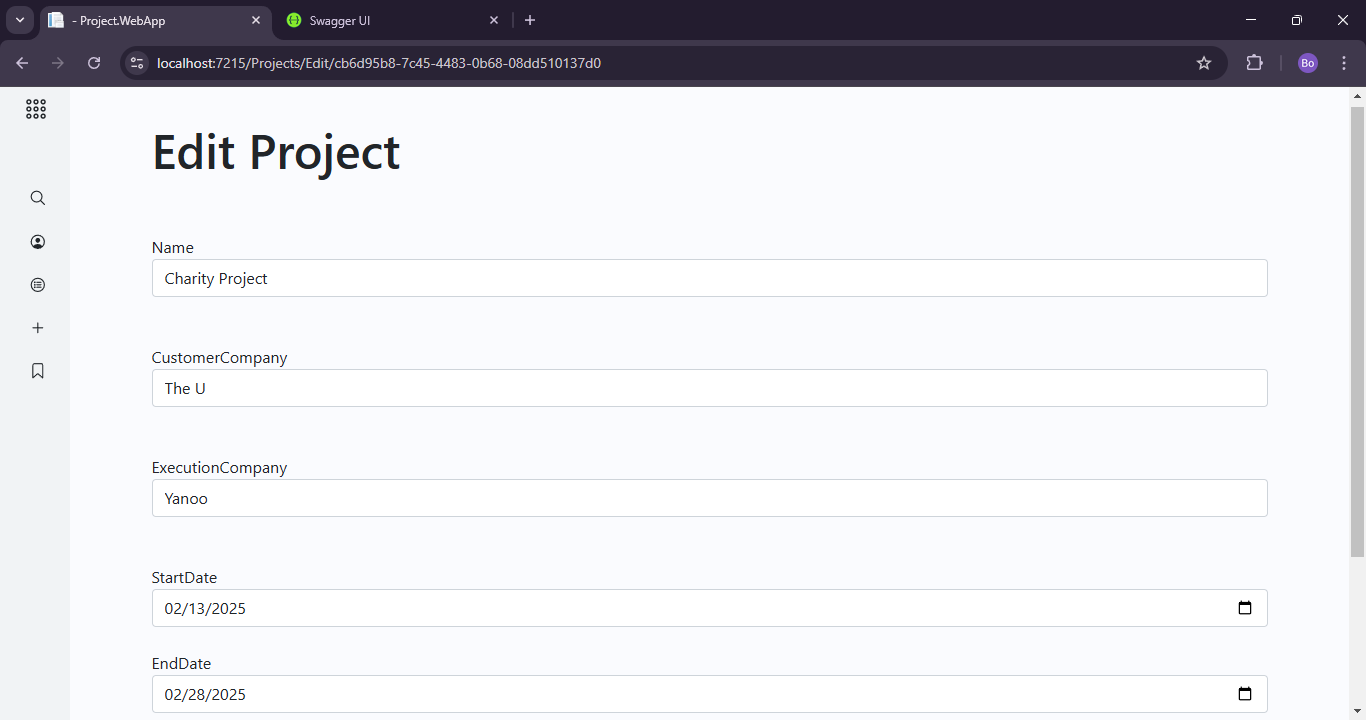 - Project.WebApp
Swagger UI
localhost:7215/Projects/Edit/cb6d95b8-7c45-4483-0b68-08dd510137d0
Bo
Edit Project
Name
Charity Project
CustomerCompany
The U
ExecutionCompany
Yanoo
StartDate
02/13/2025
EndDate
02/28/2025